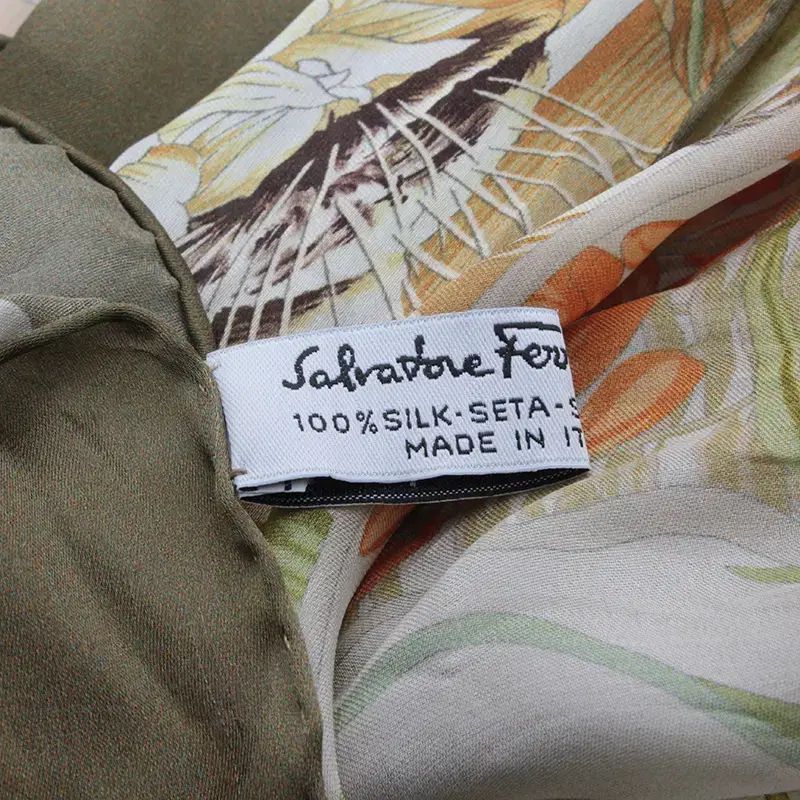 Salvatore Ferr
100% SILK-SETA-S
MADE IN IT